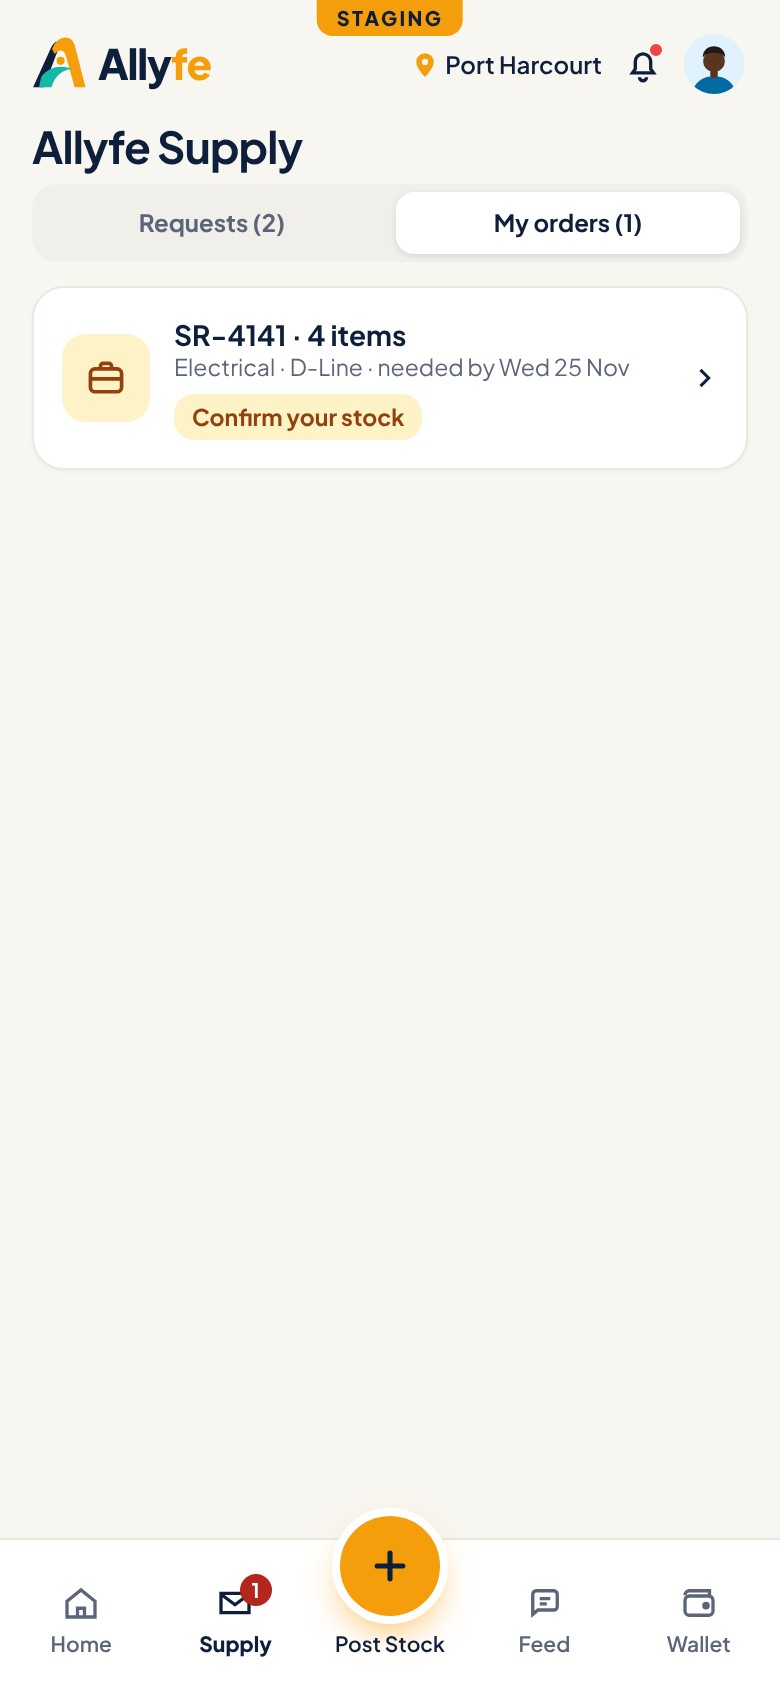 STAGING
Allyfe
Port Harcourt
Allyfe Supply
Requests (2)
My orders (1)
SR-4141 · 4 items
Electrical · D-Line · needed by Wed 25 Nov
Confirm your stock
1
Home
Supply
Post Stock
Feed
Wallet